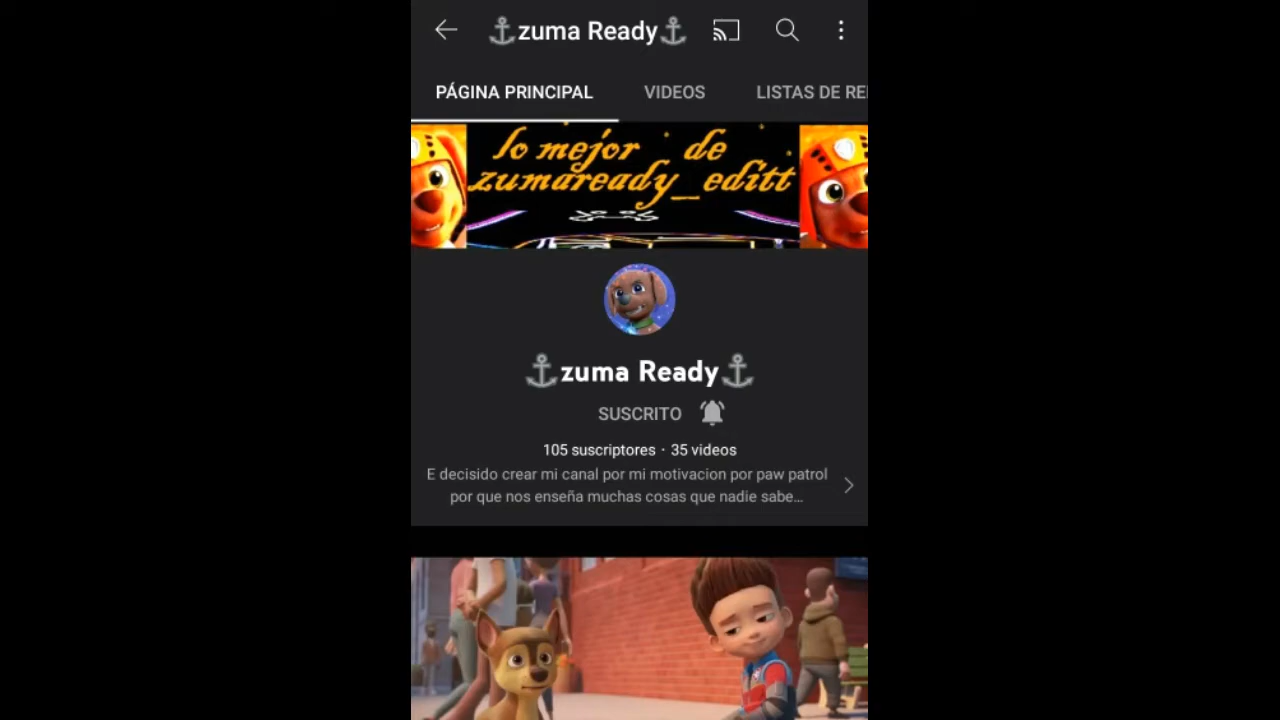 ⚓zuma Ready⚓
PÁGINA PRINCIPAL VIDEOS LISTAS DE RE
lo mejor de
zumaready_editt
⚓zuma Ready⚓
SUSCRITO
105 suscriptores · 35 videos
E decisido crear mi canal por mi motivacion por paw patrol
por que nos enseña muchas cosas que nadie sabe…